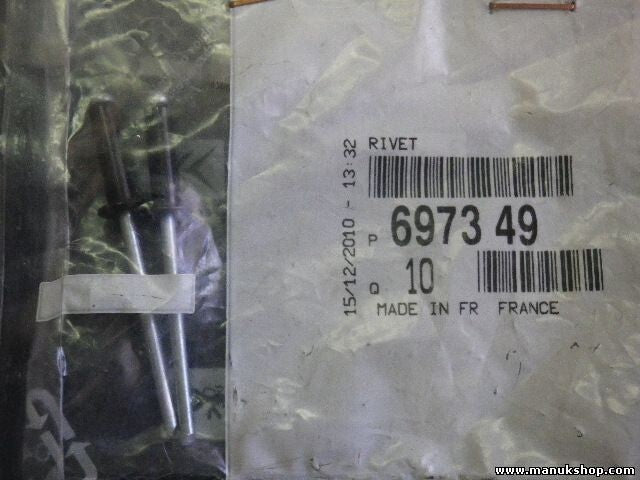 RIVET
P 6973 49
Q 10
MADE IN FR FRANCE
15/12/2010 - 13:32
www.manukshop.com